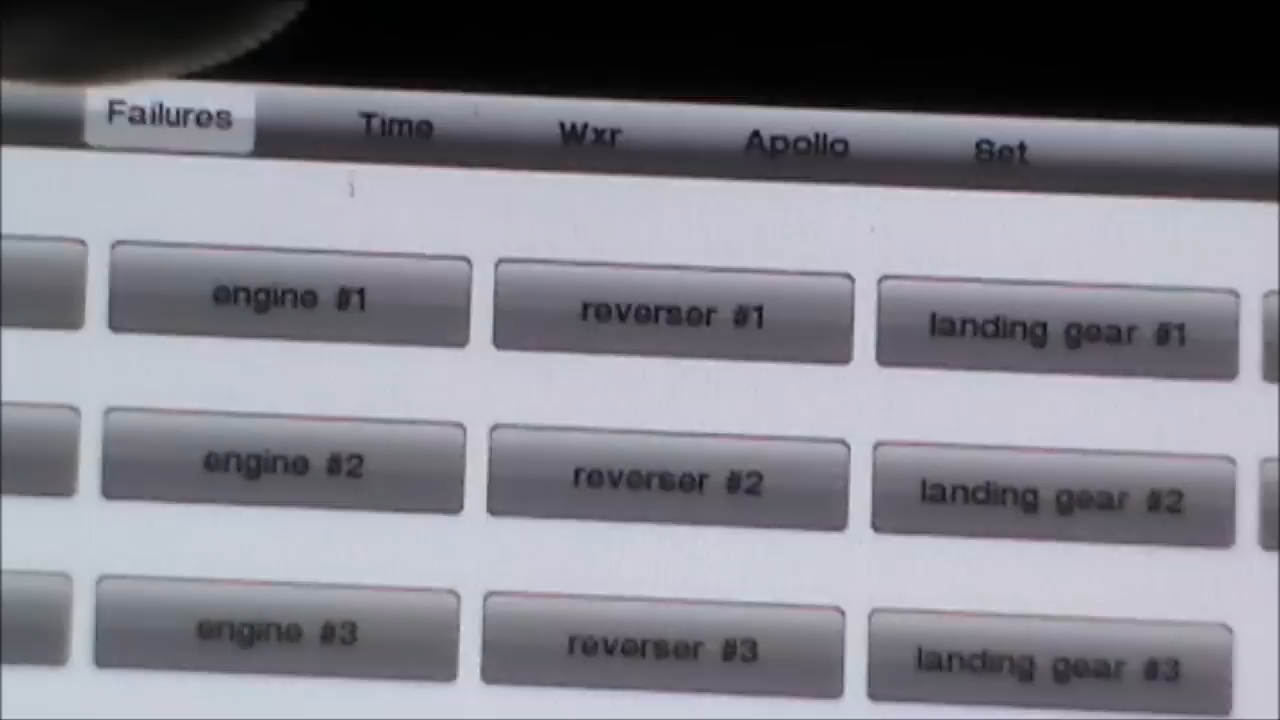 Failures Time Wxr Apollo Set
engine #1 reverser #1 landing gear #1
engine #2 reverser #2 landing gear #2
engine #3 reverser #3 landing gear #3